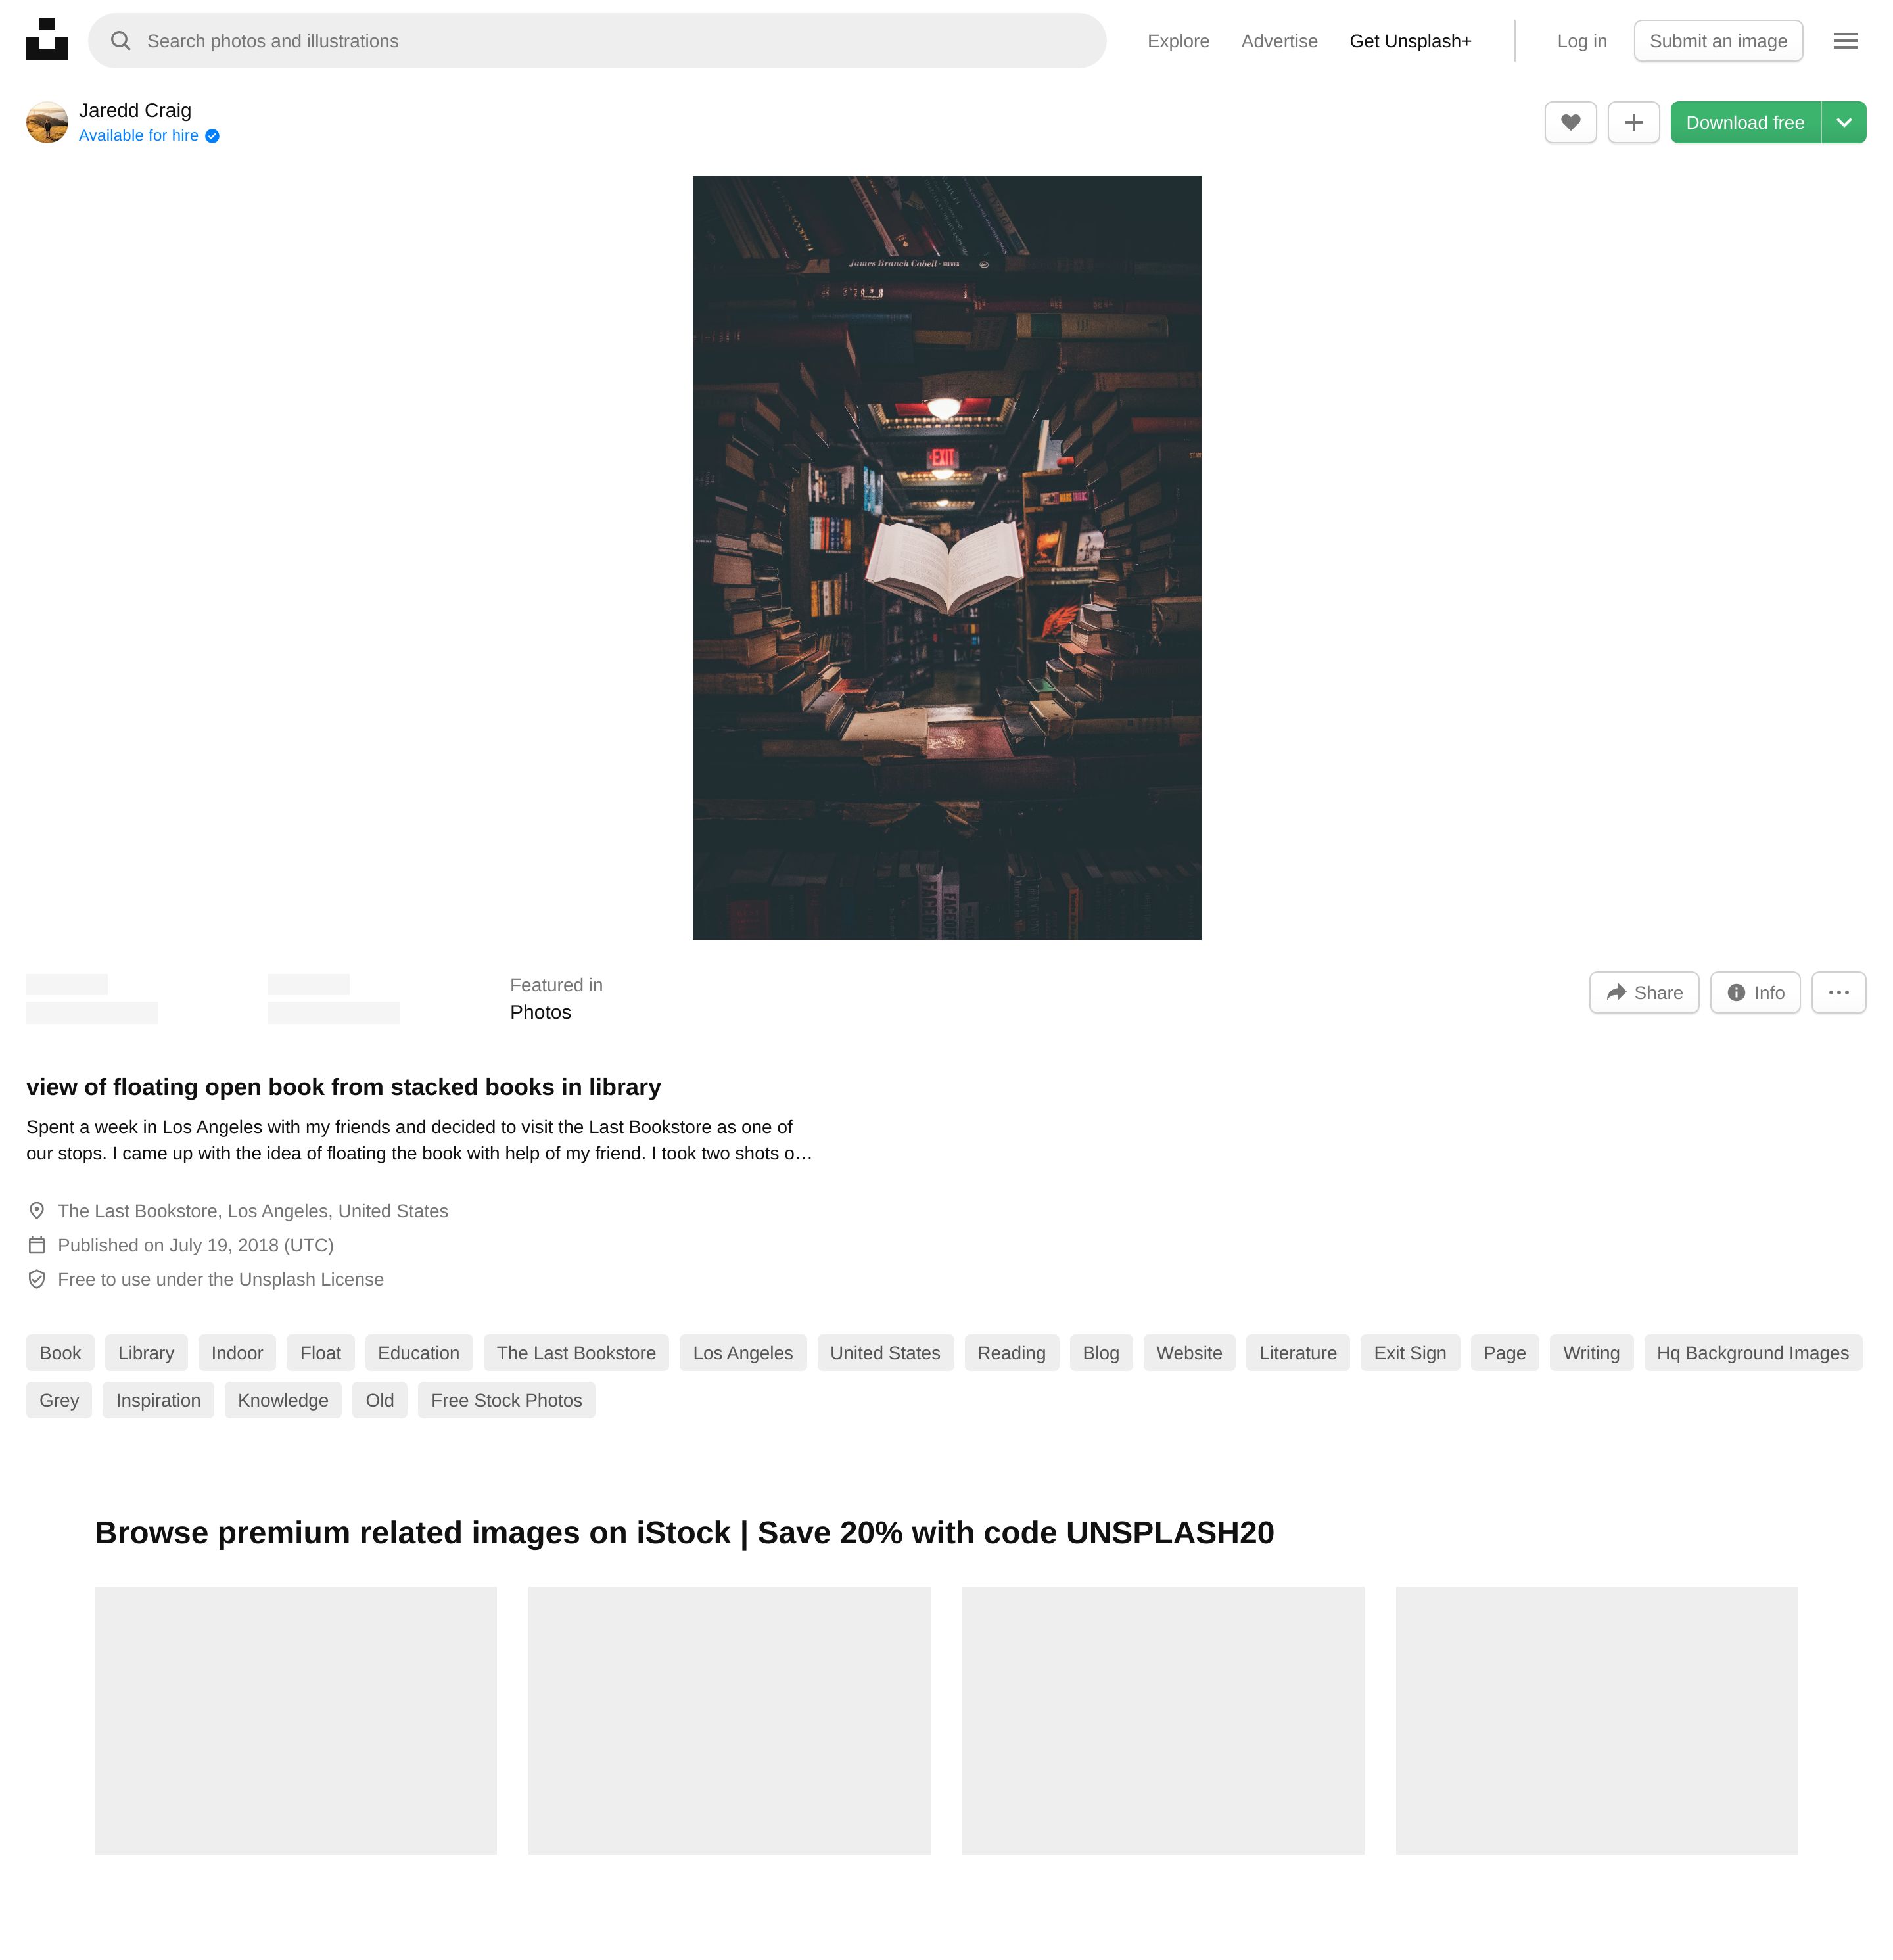 Search photos and illustrations
Explore
Advertise
Get Unsplash+
Log in
Submit an image
Jaredd Craig
Available for hire
Download free
James Branch Cabell
EXIT
FACEOFF
FACEOFF
Featured in
Photos
Share
Info
view of floating open book from stacked books in library
Spent a week in Los Angeles with my friends and decided to visit the Last Bookstore as one of
our stops. I came up with the idea of floating the book with help of my friend. I took two shots o…
The Last Bookstore, Los Angeles, United States
Published on July 19, 2018 (UTC)
Free to use under the Unsplash License
Book Library Indoor Float Education The Last Bookstore Los Angeles United States Reading Blog Website Literature Exit Sign Page Writing Hq Background Images
Grey Inspiration Knowledge Old Free Stock Photos
Browse premium related images on iStock | Save 20% with code UNSPLASH20